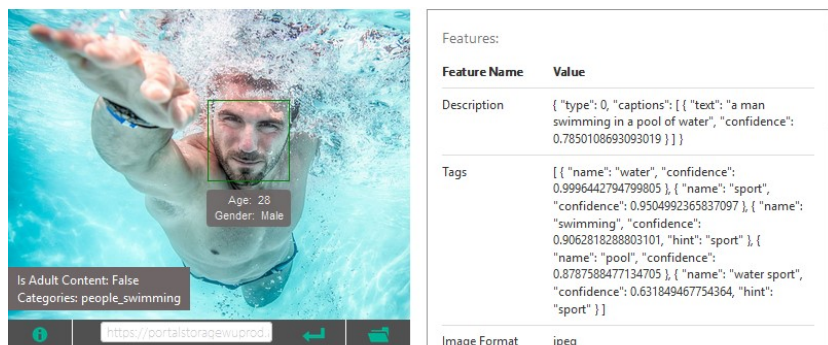 Age: 28
Gender: Male
Is Adult Content: False
Categories: people_swimming
https://portalstoragewuprod.
Features:
Feature Name Value
Description { "type": 0, "captions": [ { "text": "a man
swimming in a pool of water", "confidence":
0.7850108693093019 } ] }
Tags [ { "name": "water", "confidence":
0.9996442794799805 }, { "name": "sport",
"confidence": 0.9504992365837097 }, { "name":
"swimming", "confidence":
0.9062818288803101, "hint": "sport" }, {
"name": "pool", "confidence":
0.8787588477134705 }, { "name": "water sport",
"confidence": 0.631849467754364, "hint":
"sport" } ]
Image Format jpeg